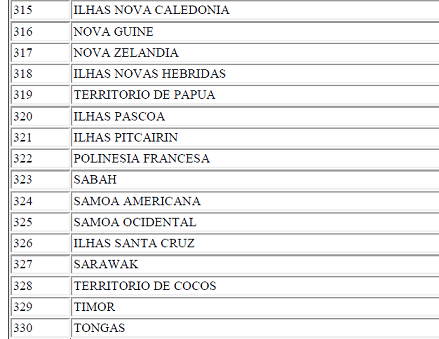 315 ILHAS NOVA CALEDONIA
316 NOVA GUINE
317 NOVA ZELANDIA
318 ILHAS NOVAS HEBRIDAS
319 TERRITORIO DE PAPUA
320 ILHAS PASCOA
321 ILHAS PITCAIRIN
322 POLINESIA FRANCESA
323 SABAH
324 SAMOA AMERICANA
325 SAMOA OCIDENTAL
326 ILHAS SANTA CRUZ
327 SARAWAK
328 TERRITORIO DE COCOS
329 TIMOR
330 TONGAS